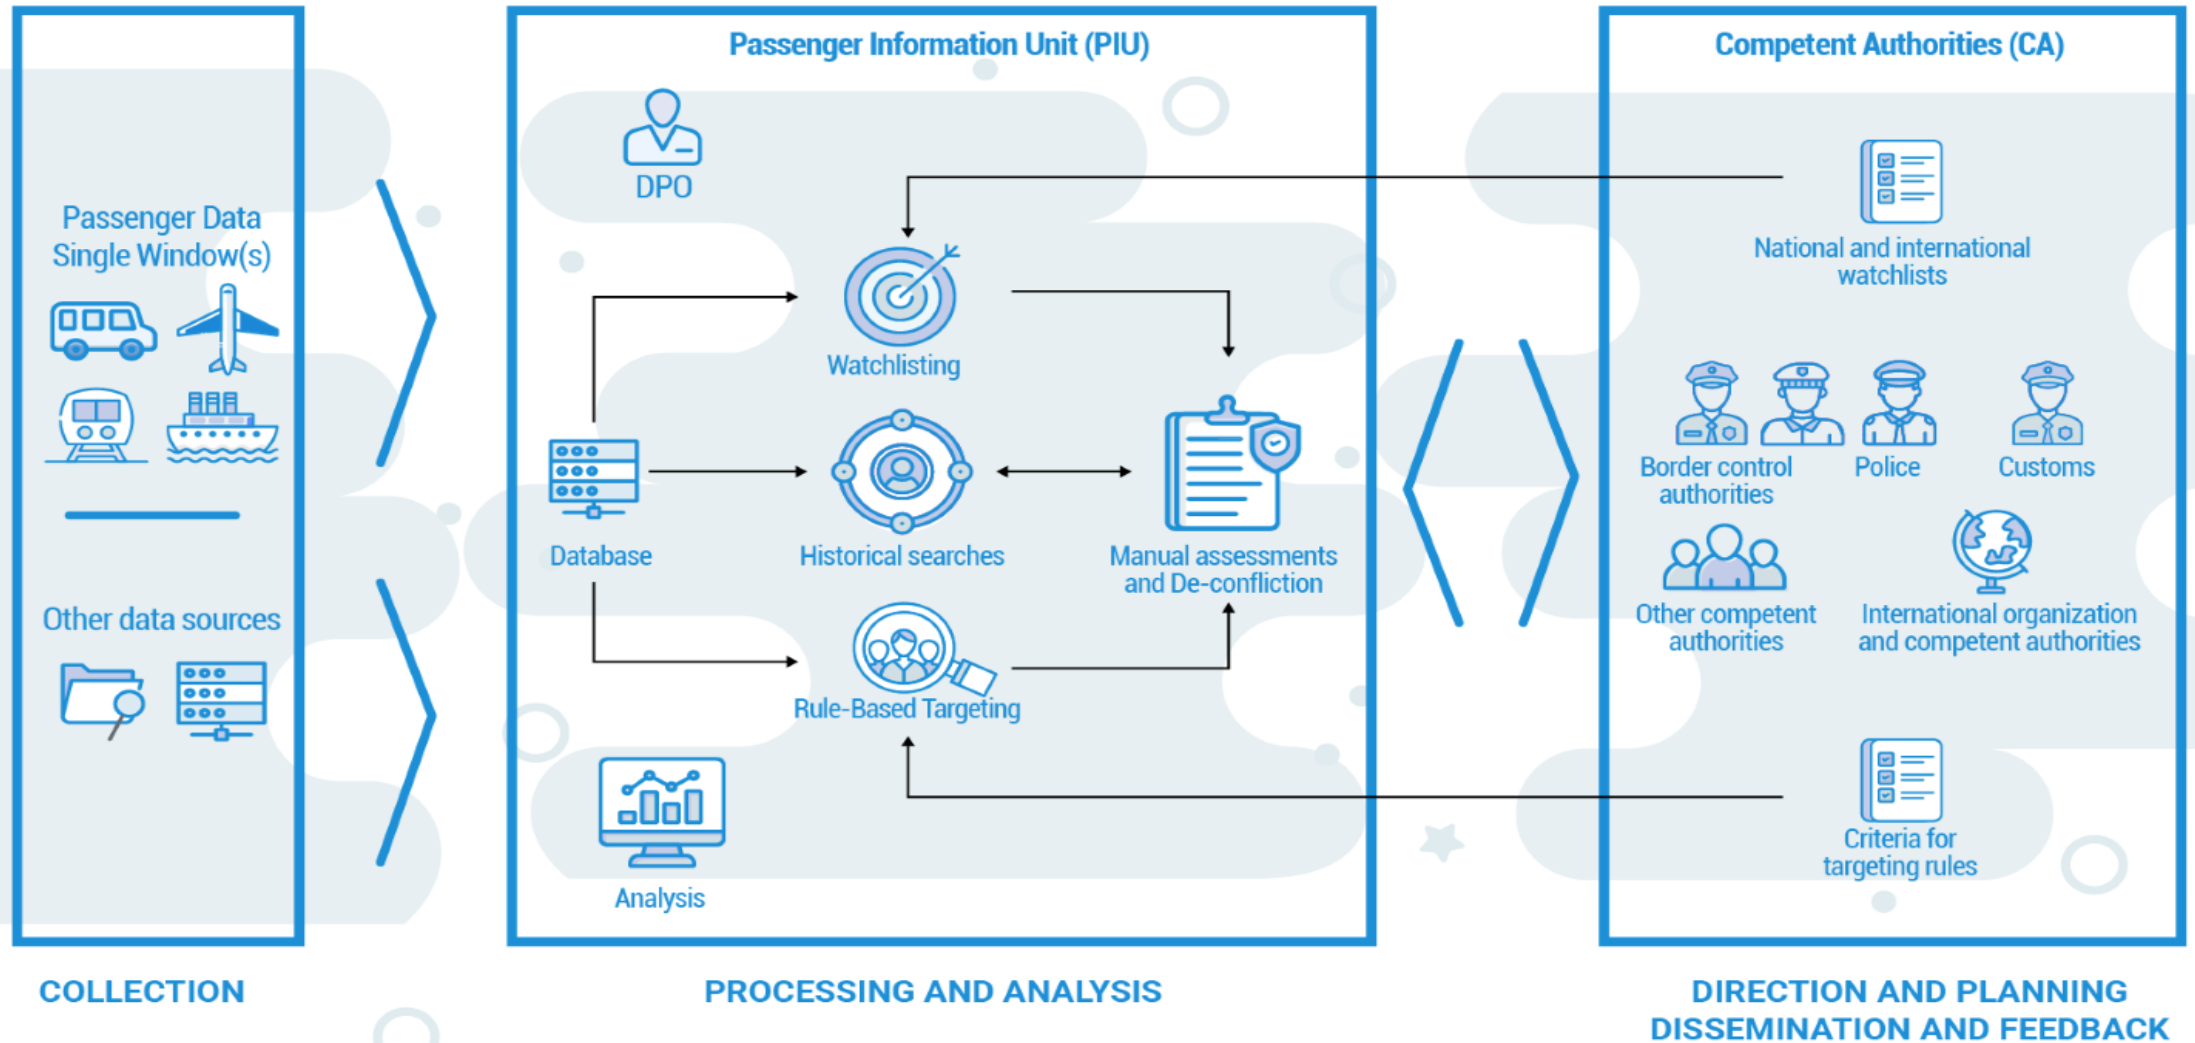 Passenger Data
Single Window(s)
Other data sources
COLLECTION
Passenger Information Unit (PIU)
DPO
Watchlisting
Database
Historical searches
Manual assessments
and De-confliction
Rule-Based Targeting
Analysis
PROCESSING AND ANALYSIS
Competent Authorities (CA)
National and international
watchlists
Border control
authorities
Police
Customs
Other competent
authorities
International organization
and competent authorities
Criteria for
targeting rules
DIRECTION AND PLANNING
DISSEMINATION AND FEEDBACK